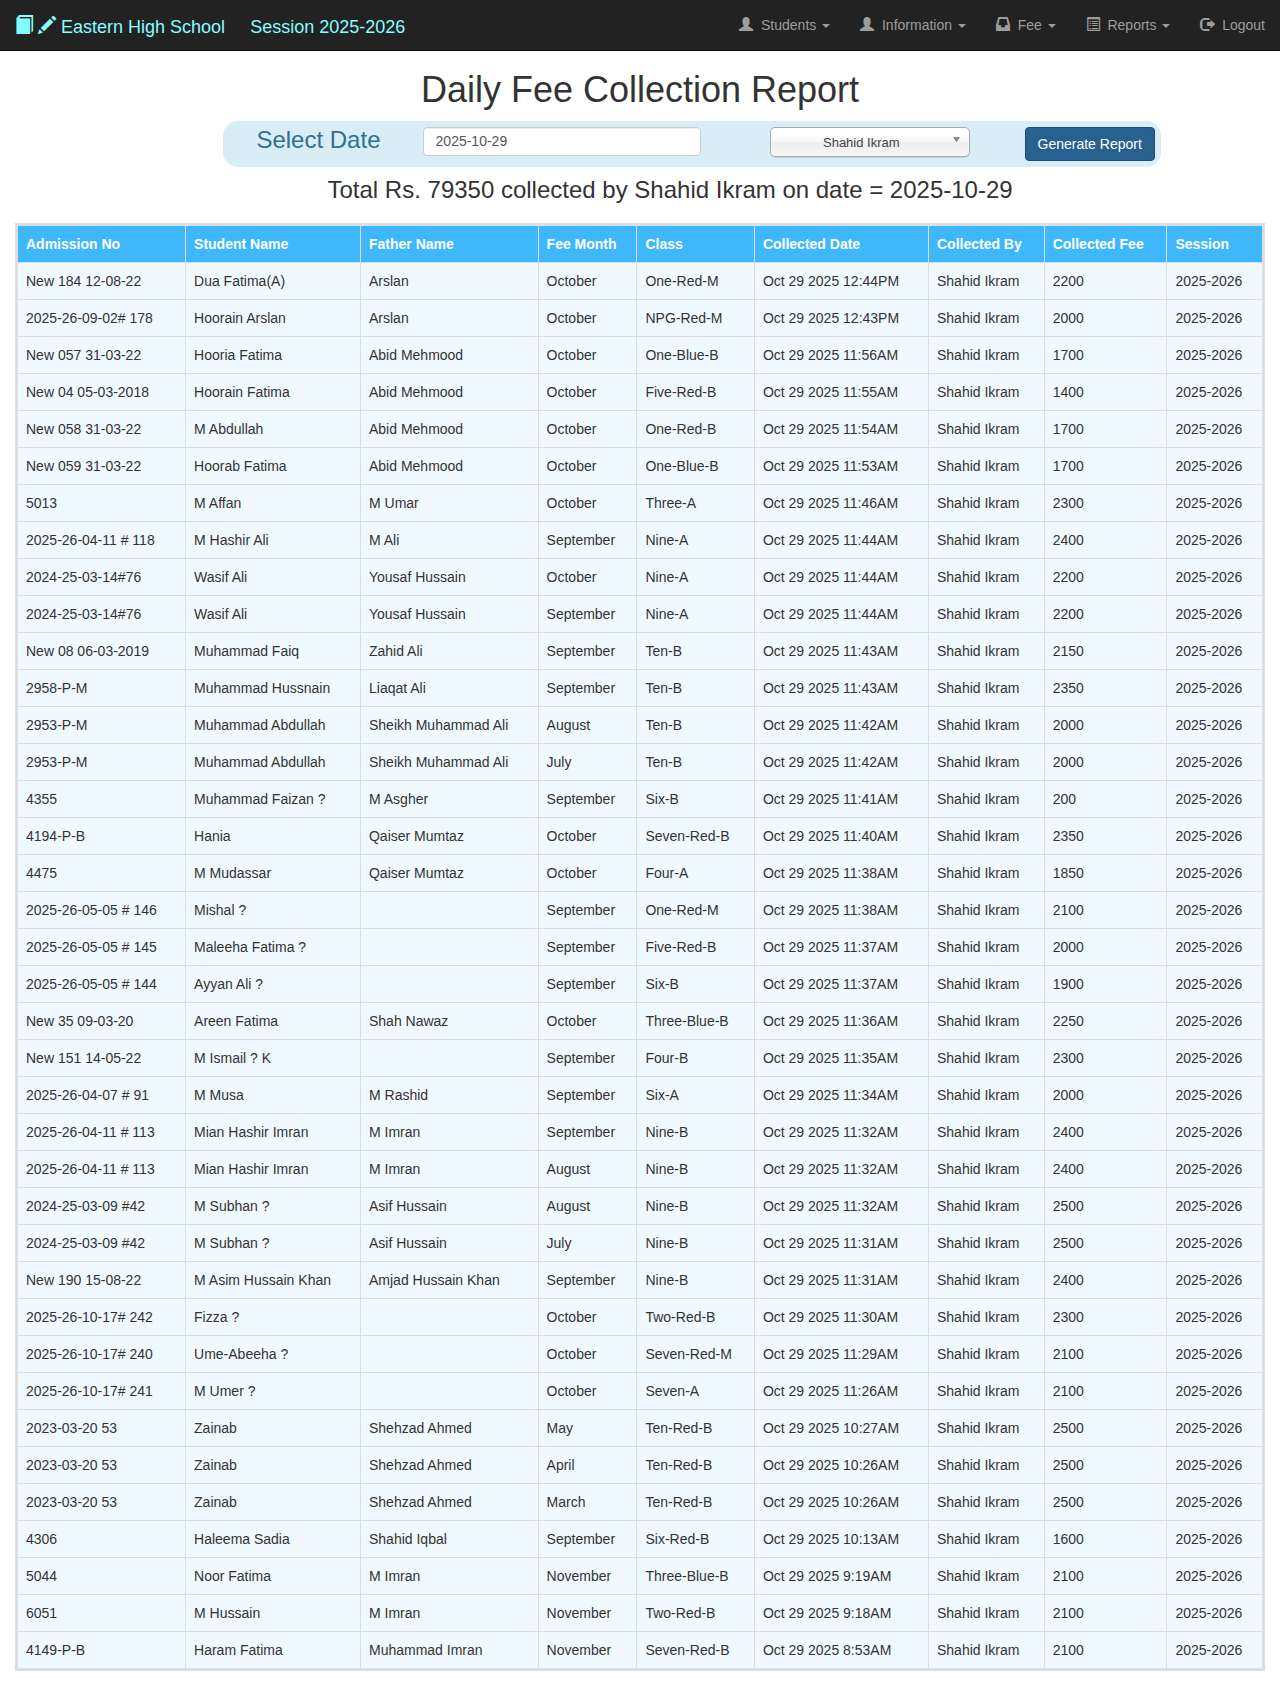 Eastern High School Session 2025-2026 Students Information Fee Reports Logout
Daily Fee Collection Report
Select Date 2025-10-29 Shahid Ikram Generate Report
Total Rs. 79350 collected by Shahid Ikram on date = 2025-10-29
Admission No Student Name Father Name Fee Month Class Collected Date Collected By Collected Fee Session
New 184 12-08-22 Dua Fatima(A) Arslan October One-Red-M Oct 29 2025 12:44PM Shahid Ikram 2200 2025-2026
2025-26-09-02# 178 Hoorain Arslan Arslan October NPG-Red-M Oct 29 2025 12:43PM Shahid Ikram 2000 2025-2026
New 057 31-03-22 Hooria Fatima Abid Mehmood October One-Blue-B Oct 29 2025 11:56AM Shahid Ikram 1700 2025-2026
New 04 05-03-2018 Hoorain Fatima Abid Mehmood October Five-Red-B Oct 29 2025 11:55AM Shahid Ikram 1400 2025-2026
New 058 31-03-22 M Abdullah Abid Mehmood October One-Red-B Oct 29 2025 11:54AM Shahid Ikram 1700 2025-2026
New 059 31-03-22 Hoorab Fatima Abid Mehmood October One-Blue-B Oct 29 2025 11:53AM Shahid Ikram 1700 2025-2026
5013 M Affan M Umar October Three-A Oct 29 2025 11:46AM Shahid Ikram 2300 2025-2026
2025-26-04-11 # 118 M Hashir Ali M Ali September Nine-A Oct 29 2025 11:44AM Shahid Ikram 2400 2025-2026
2024-25-03-14#76 Wasif Ali Yousaf Hussain October Nine-A Oct 29 2025 11:44AM Shahid Ikram 2200 2025-2026
2024-25-03-14#76 Wasif Ali Yousaf Hussain September Nine-A Oct 29 2025 11:44AM Shahid Ikram 2200 2025-2026
New 08 06-03-2019 Muhammad Faiq Zahid Ali September Ten-B Oct 29 2025 11:43AM Shahid Ikram 2150 2025-2026
2958-P-M Muhammad Hussnain Liaqat Ali September Ten-B Oct 29 2025 11:43AM Shahid Ikram 2350 2025-2026
2953-P-M Muhammad Abdullah Sheikh Muhammad Ali August Ten-B Oct 29 2025 11:42AM Shahid Ikram 2000 2025-2026
2953-P-M Muhammad Abdullah Sheikh Muhammad Ali July Ten-B Oct 29 2025 11:42AM Shahid Ikram 2000 2025-2026
4355 Muhammad Faizan ? M Asgher September Six-B Oct 29 2025 11:41AM Shahid Ikram 200 2025-2026
4194-P-B Hania Qaiser Mumtaz October Seven-Red-B Oct 29 2025 11:40AM Shahid Ikram 2350 2025-2026
4475 M Mudassar Qaiser Mumtaz October Four-A Oct 29 2025 11:38AM Shahid Ikram 1850 2025-2026
2025-26-05-05 # 146 Mishal ? September One-Red-M Oct 29 2025 11:38AM Shahid Ikram 2100 2025-2026
2025-26-05-05 # 145 Maleeha Fatima ? September Five-Red-B Oct 29 2025 11:37AM Shahid Ikram 2000 2025-2026
2025-26-05-05 # 144 Ayyan Ali ? September Six-B Oct 29 2025 11:37AM Shahid Ikram 1900 2025-2026
New 35 09-03-20 Areen Fatima Shah Nawaz October Three-Blue-B Oct 29 2025 11:36AM Shahid Ikram 2250 2025-2026
New 151 14-05-22 M Ismail ? K September Four-B Oct 29 2025 11:35AM Shahid Ikram 2300 2025-2026
2025-26-04-07 # 91 M Musa M Rashid September Six-A Oct 29 2025 11:34AM Shahid Ikram 2000 2025-2026
2025-26-04-11 # 113 Mian Hashir Imran M Imran September Nine-B Oct 29 2025 11:32AM Shahid Ikram 2400 2025-2026
2025-26-04-11 # 113 Mian Hashir Imran M Imran August Nine-B Oct 29 2025 11:32AM Shahid Ikram 2400 2025-2026
2024-25-03-09 #42 M Subhan ? Asif Hussain August Nine-B Oct 29 2025 11:32AM Shahid Ikram 2500 2025-2026
2024-25-03-09 #42 M Subhan ? Asif Hussain July Nine-B Oct 29 2025 11:31AM Shahid Ikram 2500 2025-2026
New 190 15-08-22 M Asim Hussain Khan Amjad Hussain Khan September Nine-B Oct 29 2025 11:31AM Shahid Ikram 2400 2025-2026
2025-26-10-17# 242 Fizza ? October Two-Red-B Oct 29 2025 11:30AM Shahid Ikram 2300 2025-2026
2025-26-10-17# 240 Ume-Abeeha ? October Seven-Red-M Oct 29 2025 11:29AM Shahid Ikram 2100 2025-2026
2025-26-10-17# 241 M Umer ? October Seven-A Oct 29 2025 11:26AM Shahid Ikram 2100 2025-2026
2023-03-20 53 Zainab Shehzad Ahmed May Ten-Red-B Oct 29 2025 10:27AM Shahid Ikram 2500 2025-2026
2023-03-20 53 Zainab Shehzad Ahmed April Ten-Red-B Oct 29 2025 10:26AM Shahid Ikram 2500 2025-2026
2023-03-20 53 Zainab Shehzad Ahmed March Ten-Red-B Oct 29 2025 10:26AM Shahid Ikram 2500 2025-2026
4306 Haleema Sadia Shahid Iqbal September Six-Red-B Oct 29 2025 10:13AM Shahid Ikram 1600 2025-2026
5044 Noor Fatima M Imran November Three-Blue-B Oct 29 2025 9:19AM Shahid Ikram 2100 2025-2026
6051 M Hussain M Imran November Two-Red-B Oct 29 2025 9:18AM Shahid Ikram 2100 2025-2026
4149-P-B Haram Fatima Muhammad Imran November Seven-Red-B Oct 29 2025 8:53AM Shahid Ikram 2100 2025-2026